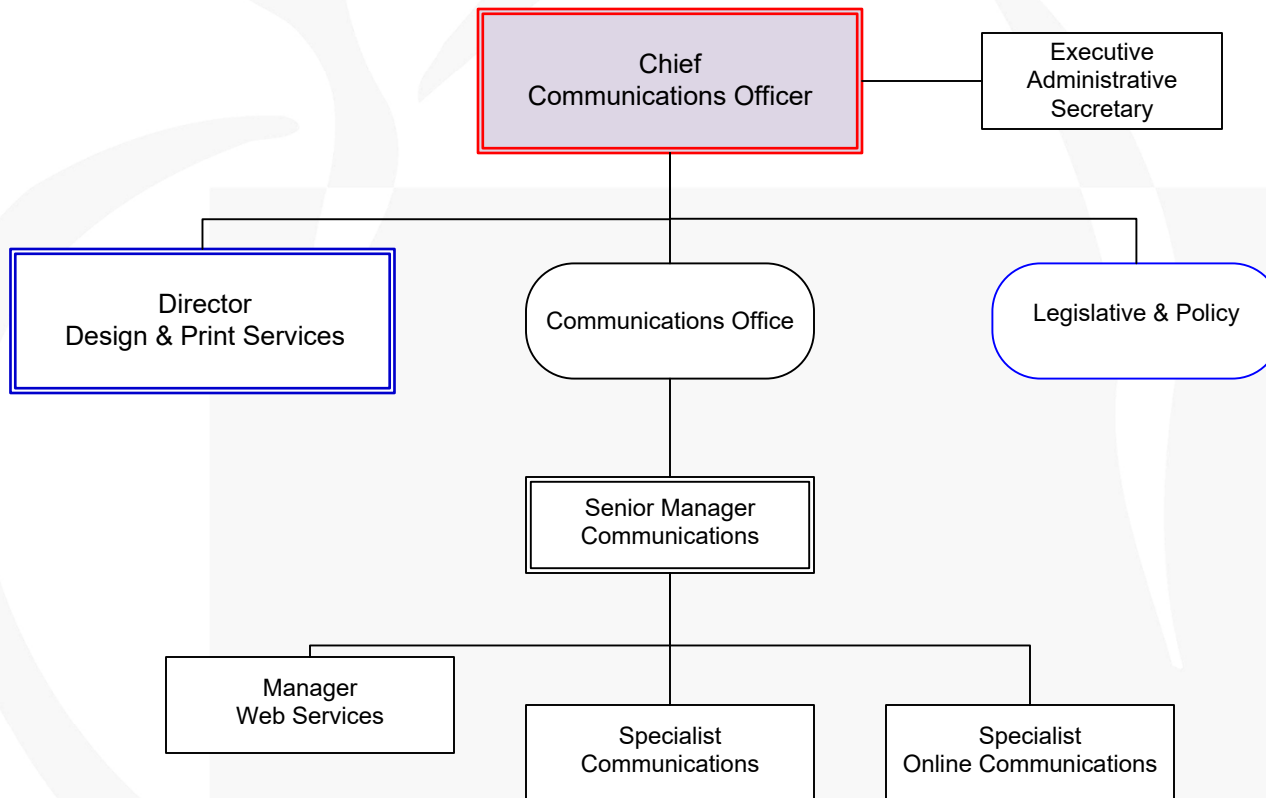 Chief
Communications Officer
Executive
Administrative
Secretary
Director
Design & Print Services
Communications Office
Legislative & Policy
Senior Manager
Communications
Manager
Web Services
Specialist
Communications
Specialist
Online Communications